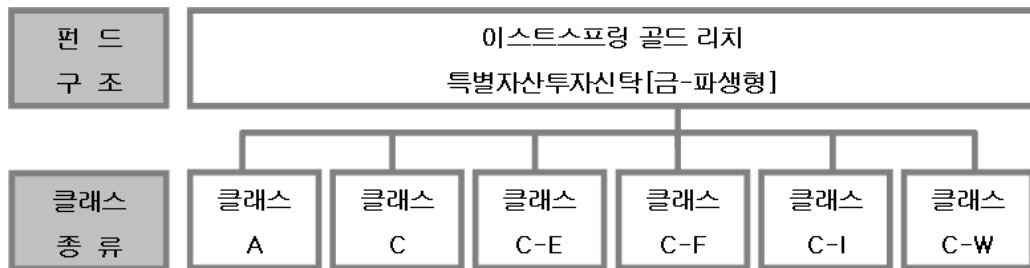 펀 드
구 조
이스트스프링 골드 리치
특별자산투자신탁[금-파생형]
클래스
종 류
클래스
A
클래스
C
클래스
C-E
클래스
C-F
클래스
C-I
클래스
C-W